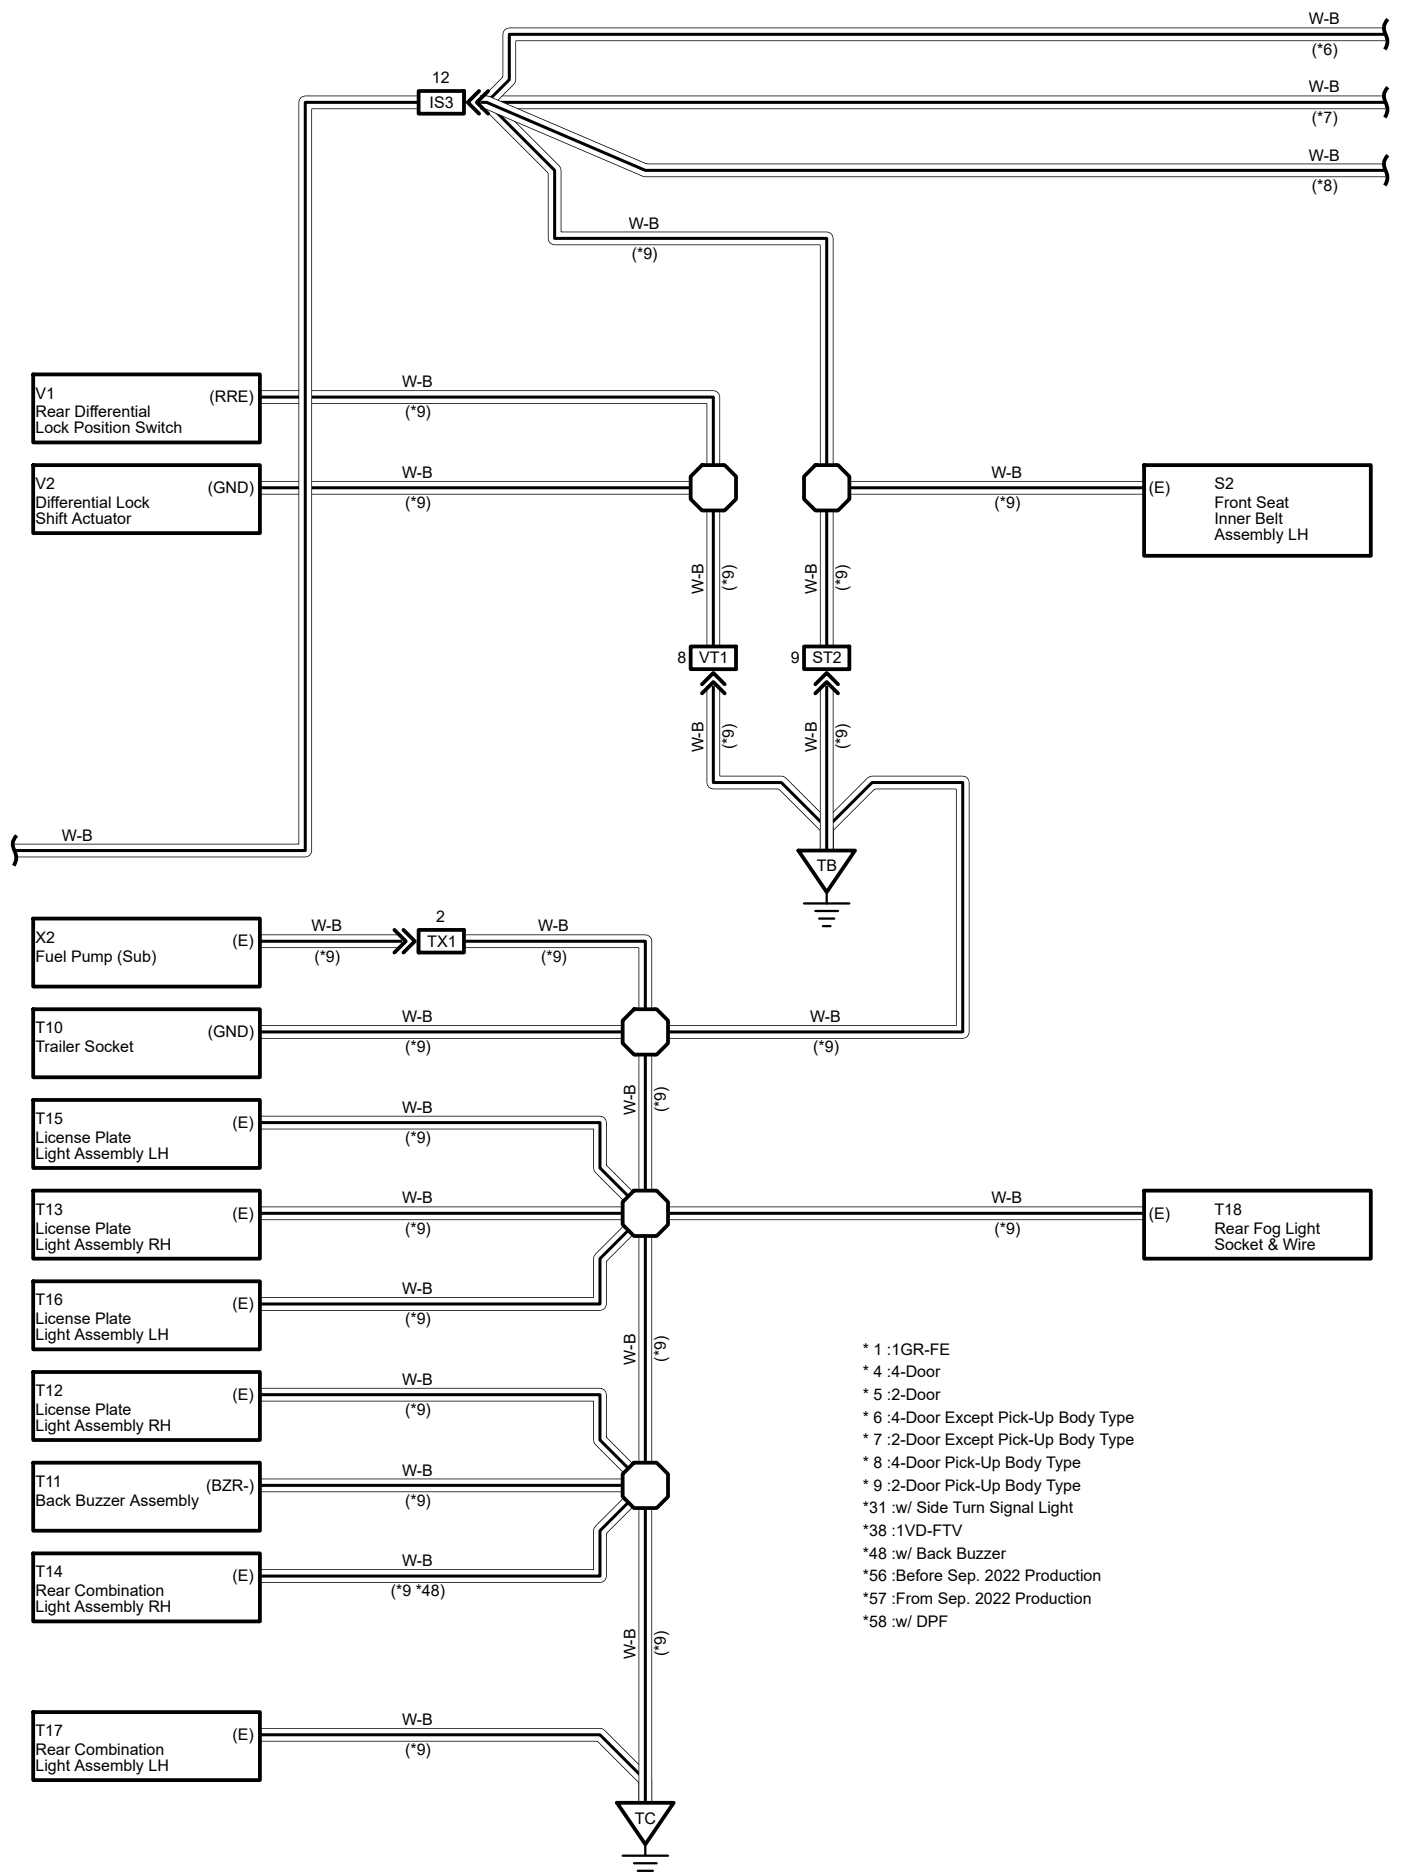 W-B
(*6)
12
IS3
W-B
(*7)
W-B
(*8)
W-B
(*9)
V1
Rear Differential
Lock Position Switch
(RRE)
W-B
(*9)
V2
Differential Lock
Shift Actuator
(GND)
W-B
(*9)
W-B
(*9)
(E)
S2
Front Seat
Inner Belt
Assembly LH
W-B
(*9)
W-B
(*9)
8
VT1
9
ST2
W-B
(*9)
W-B
(*9)
W-B
TB
X2
Fuel Pump (Sub)
(E)
W-B
(*9)
2
TX1
W-B
(*9)
T10
Trailer Socket
(GND)
W-B
(*9)
W-B
(*9)
W-B
(*9)
T15
License Plate
Light Assembly LH
(E)
W-B
(*9)
T13
License Plate
Light Assembly RH
(E)
W-B
(*9)
W-B
(*9)
(E)
T18
Rear Fog Light
Socket & Wire
T16
License Plate
Light Assembly LH
(E)
W-B
(*9)
W-B
(*9)
T12
License Plate
Light Assembly RH
(E)
W-B
(*9)
T11
Back Buzzer Assembly
(BZR-)
W-B
(*9)
T14
Rear Combination
Light Assembly RH
(E)
W-B
(*9 *48)
W-B
(*9)
T17
Rear Combination
Light Assembly LH
(E)
W-B
(*9)
TC
* 1 :1GR-FE
* 4 :4-Door
* 5 :2-Door
* 6 :4-Door Except Pick-Up Body Type
* 7 :2-Door Except Pick-Up Body Type
* 8 :4-Door Pick-Up Body Type
* 9 :2-Door Pick-Up Body Type
*31 :w/ Side Turn Signal Light
*38 :1VD-FTV
*48 :w/ Back Buzzer
*56 :Before Sep. 2022 Production
*57 :From Sep. 2022 Production
*58 :w/ DPF